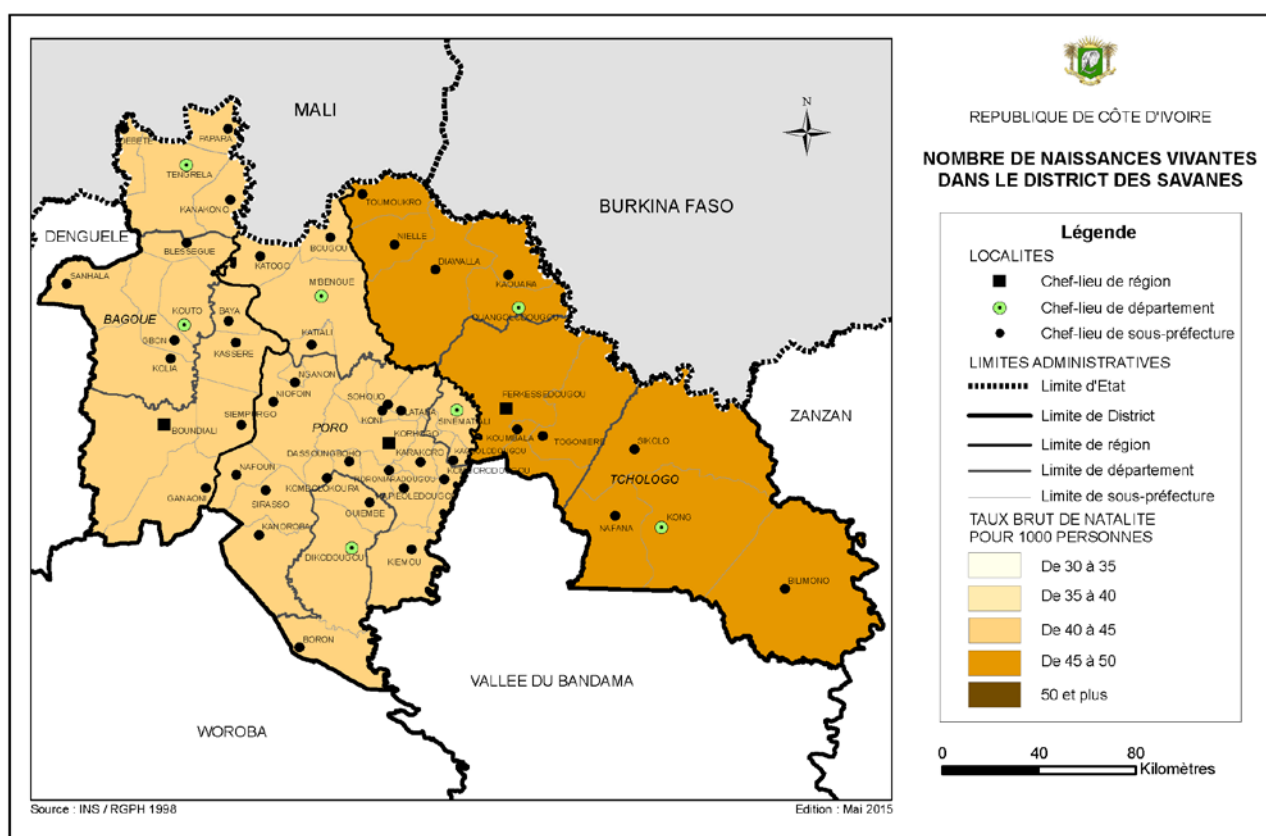 MALI
N
BURKINA FASO
DENGUELE
ZANZAN
WOROBA
VALLEE DU BANDAMA
DEBETE
PAPARA
TENGRELA
KANAKONO
BLESSEGUE
SANHALA
BAGOUE
KOUTO
GBON
KOLIA
BAYA
KASSERE
KATOGO
BOUGOU
M'BENGUE
KATIALI
NGANON
NIOFOIN
SIEMPURGO
BOUNDIALI
GANAONI
TOUMOUKRO
NIELLE
DIAWALLA
KAOUARA
OUANGOLODOUGOU
FERKESSEDOUGOU
KOUMBALA
TOGONIERE
SIKOLO
TCHOLOGO
NAFANA
KONG
BILIMONO
SOHOUO
KONI
LATAHA
SINEMATIALI
PORO
KORHOGO
DASSOUNGBOHO
KARAKORO
NAFOUN
KOMBOLOKOURA
SIRASSO
GUIEMBE
KANOROBA
DIKODOUGOU
KIEMOU
BORON
Source : INS / RGPH 1998
Edition : Mai 2015
REPUBLIQUE DE CÔTE D'IVOIRE
NOMBRE DE NAISSANCES VIVANTES
DANS LE DISTRICT DES SAVANES
Légende
LOCALITES
Chef-lieu de région
Chef-lieu de département
Chef-lieu de sous-préfecture
LIMITES ADMINISTRATIVES
Limite d'Etat
Limite de District
Limite de région
Limite de département
Limite de sous-préfecture
TAUX BRUT DE NATALITE
POUR 1000 PERSONNES
De 30 à 35
De 35 à 40
De 40 à 45
De 45 à 50
50 et plus
0 40 80
Kilomètres